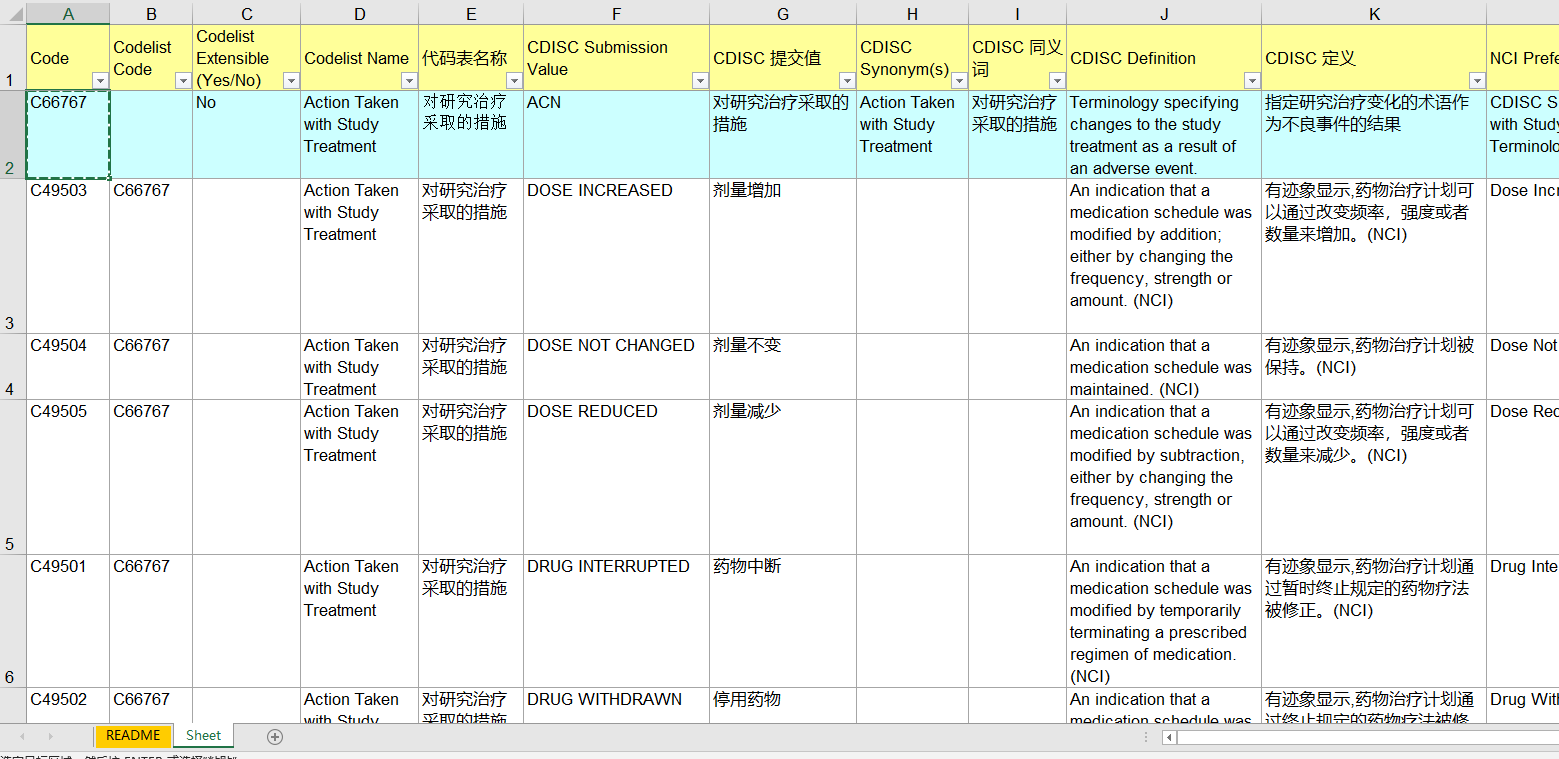 A B C D E F G H I J K
1
Code
Codelist
Code
Codelist
Extensible
(Yes/No)
Codelist Name
代码表名称
CDISC Submission
Value
CDISC 提交值
CDISC
Synonym(s)
CDISC 同义
词
CDISC Definition
CDISC 定义
NCI Prefe
2
C66767
No
Action Taken
with Study
Treatment
对研究治疗
采取的措施
ACN
对研究治疗采取的
措施
Action Taken
with Study
Treatment
对研究治疗
采取的措施
Terminology specifying
changes to the study
treatment as a result of
an adverse event.
指定研究治疗变化的术语作
为不良事件的结果
CDISC S
with Study
Terminolo
3
C49503
C66767
Action Taken
with Study
Treatment
对研究治疗
采取的措施
DOSE INCREASED
剂量增加
An indication that a
medication schedule was
modified by addition;
either by changing the
frequency, strength or
amount. (NCI)
有迹象显示,药物治疗计划可
以通过改变频率，强度或者
数量来增加。(NCI)
Dose Incr
4
C49504
C66767
Action Taken
with Study
Treatment
对研究治疗
采取的措施
DOSE NOT CHANGED
剂量不变
An indication that a
medication schedule was
maintained. (NCI)
有迹象显示,药物治疗计划被
保持。(NCI)
Dose Not
5
C49505
C66767
Action Taken
with Study
Treatment
对研究治疗
采取的措施
DOSE REDUCED
剂量减少
An indication that a
medication schedule was
modified by subtraction,
either by changing the
frequency, strength or
amount. (NCI)
有迹象显示,药物治疗计划可
以通过改变频率，强度或者
数量来减少。(NCI)
Dose Rec
6
C49501
C66767
Action Taken
with Study
Treatment
对研究治疗
采取的措施
DRUG INTERRUPTED
药物中断
An indication that a
medication schedule was
modified by temporarily
terminating a prescribed
regimen of medication.
(NCI)
有迹象显示,药物治疗计划通
过暂时终止规定的药物疗法
被修正。(NCI)
Drug Inte
C49502
C66767
Action Taken
with Study
对研究治疗
采取的措施
DRUG WITHDRAWN
停用药物
An indication that a
medication schedule was
有迹象显示,药物治疗计划通
过终止规定的药物疗法被修
Drug With
README
Sheet